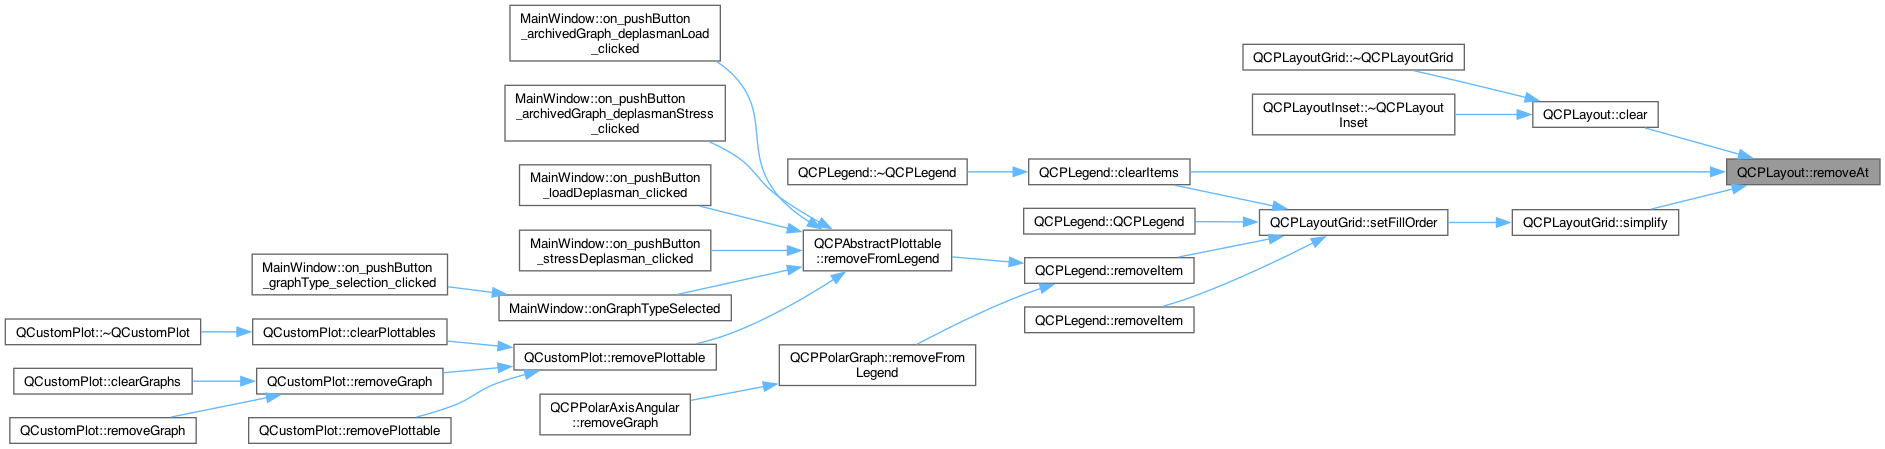 MainWindow::on_pushButton
_archivedGraph_deplasmanLoad
_clicked
QCPLayoutGrid::~QCPLayoutGrid
MainWindow::on_pushButton
_archivedGraph_deplasmanStress
_clicked
QCPLayoutInset::~QCPLayout
Inset
QCPLayout::clear
MainWindow::on_pushButton
_loadDeplasman_clicked
QCPLegend::~QCPLegend
QCPLegend::clearItems
QCPLayout::removeAt
MainWindow::on_pushButton
_stressDeplasman_clicked
QCPAbstractPlottable
::removeFromLegend
QCPLegend::QCPLegend
QCPLayoutGrid::setFillOrder
QCPLayoutGrid::simplify
MainWindow::on_pushButton
_graphType_selection_clicked
MainWindow::onGraphTypeSelected
QCPLegend::removeItem
QCPLegend::removeItem
QCustomPlot::~QCustomPlot
QCustomPlot::clearPlottables
QCustomPlot::removePlottable
QCPPolarGraph::removeFrom
Legend
QCustomPlot::clearGraphs
QCustomPlot::removeGraph
QCPPolarAxisAngular
::removeGraph
QCustomPlot::removeGraph
QCustomPlot::removePlottable